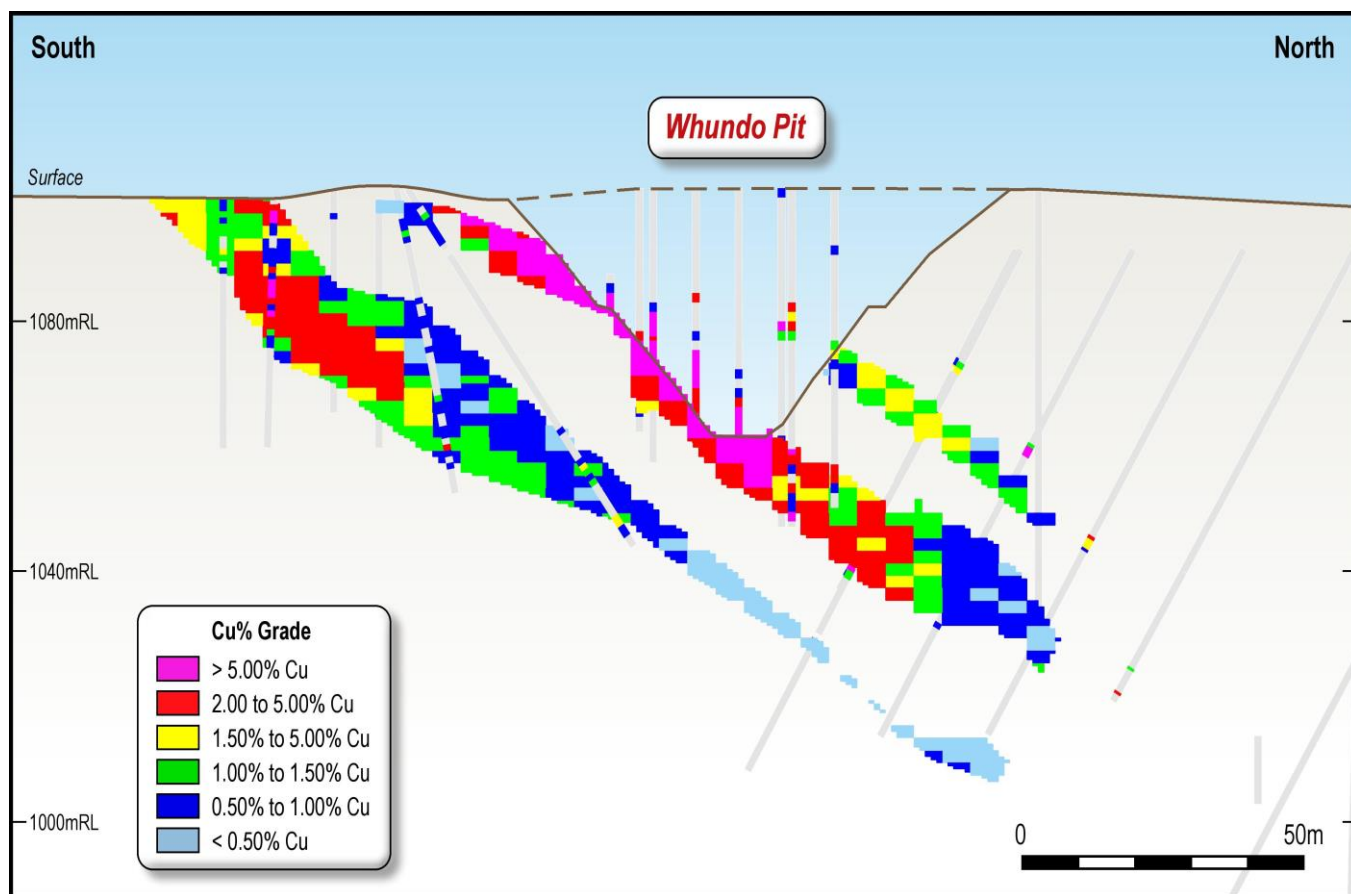 South
North
Whundo Pit
Surface
1080mRL
1040mRL
1000mRL
Cu% Grade
> 5.00% Cu
2.00 to 5.00% Cu
1.50% to 5.00% Cu
1.00% to 1.50% Cu
0.50% to 1.00% Cu
< 0.50% Cu
0
50m